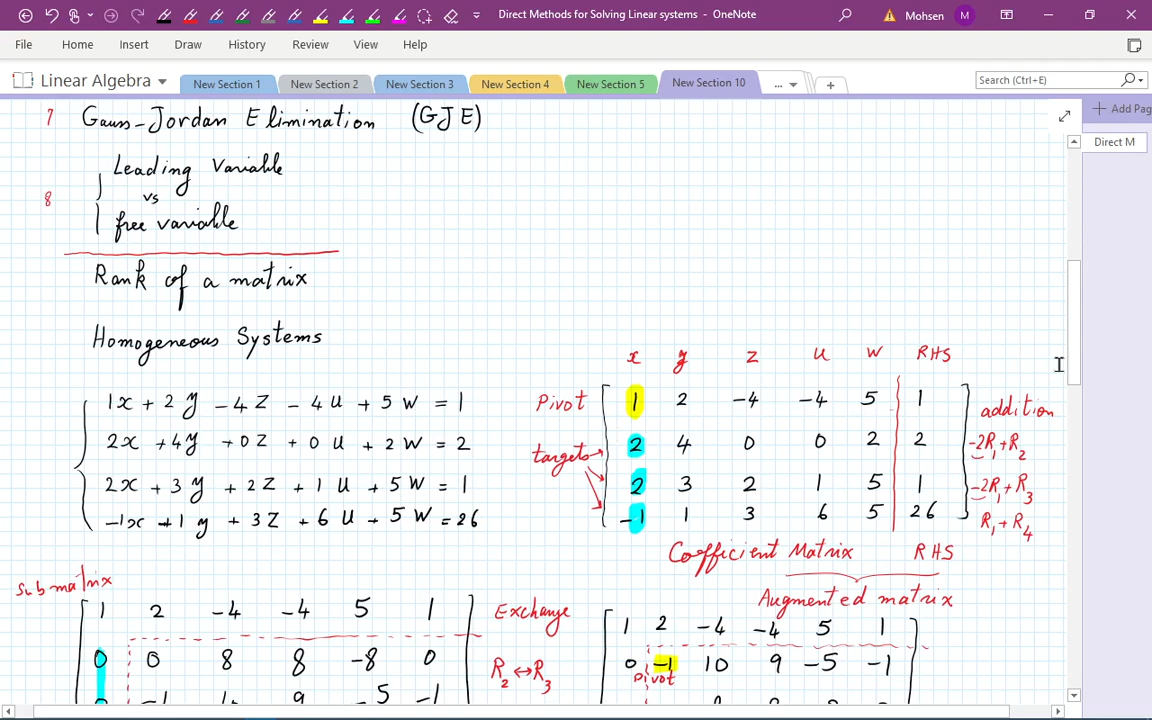 Direct Methods for Solving Linear systems - OneNote
Mohsen M
File Home Insert Draw History Review View Help
Linear Algebra New Section 1 New Section 2 New Section 3 New Section 4 New Section 5 New Section 10 ... Search (Ctrl+E)
Add Pag
Direct M
7 Gauss-Jordan Elimination (GJE)
Leading Variable
8 vs
free variable
Rank of a matrix
Homogeneous Systems
x y z u w RHS
1x + 2y - 4z - 4u + 5w = 1
2x + 4y + 0z + 0u + 2w = 2
2x + 3y + 2z + 1u + 5w = 1
-1x + 1y + 3z + 6u + 5w = 26
Pivot 1 2 -4 -4 5 1 addition
targets 2 4 0 0 2 2 -2R1+R2
2 3 2 1 5 1 -2R1+R3
-1 1 3 6 5 26 R1+R4
Coefficient Matrix RHS
Augmented matrix
Submatrix
1 2 -4 -4 5 1 Exchange
0 0 8 8 -8 0 R2↔R3
1 2 -4 -4 5 1
0 -1 10 9 -5 -1
pivot